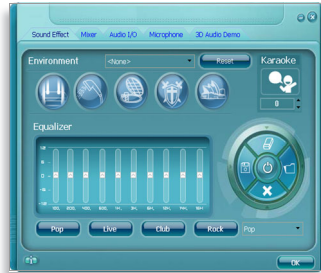 Sound Effect Mixer Audio I/O Microphone 3D Audio Demo
Environment <None> Reset Karaoke
0
Equalizer
Pop Live Club Rock Pop
OK